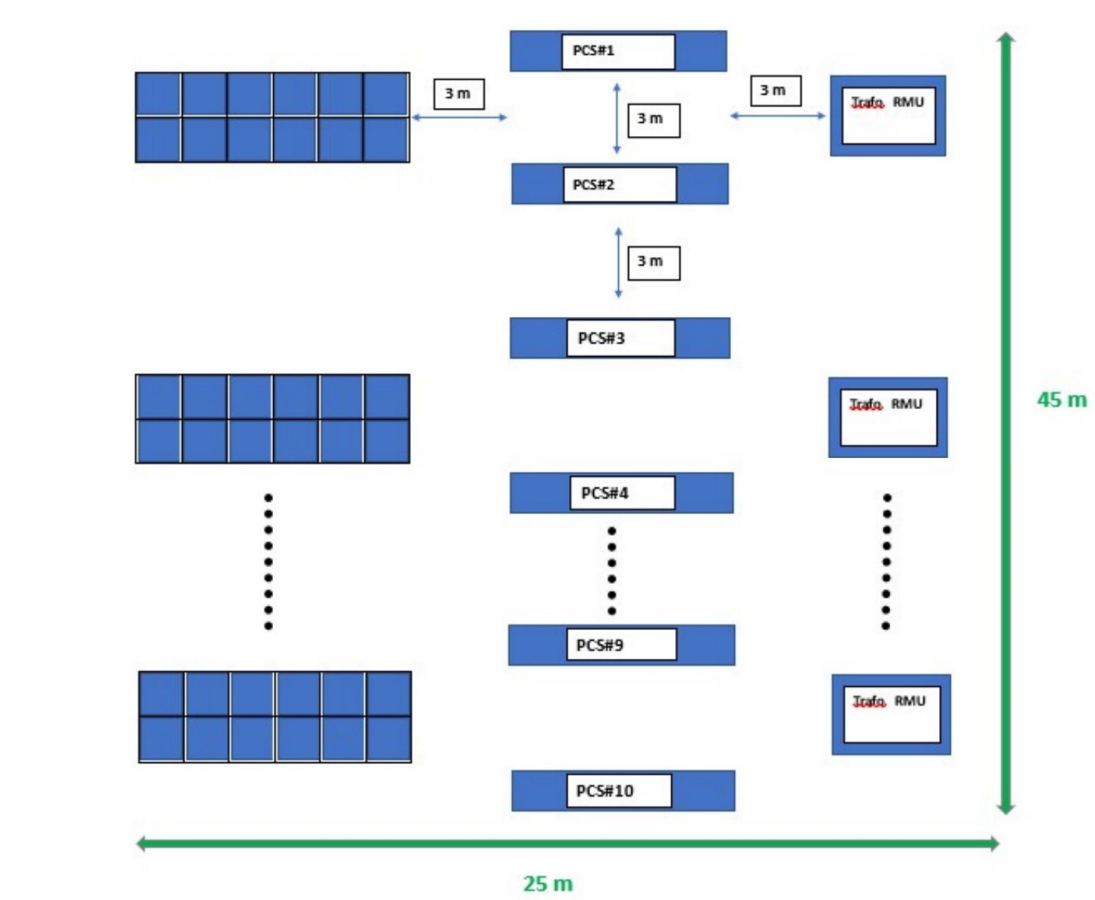 PCS#1
3 m
3 m
3 m
Trafo RMU
PCS#2
3 m
PCS#3
45 m
Trafo RMU
PCS#4
PCS#9
Trafo RMU
PCS#10
25 m